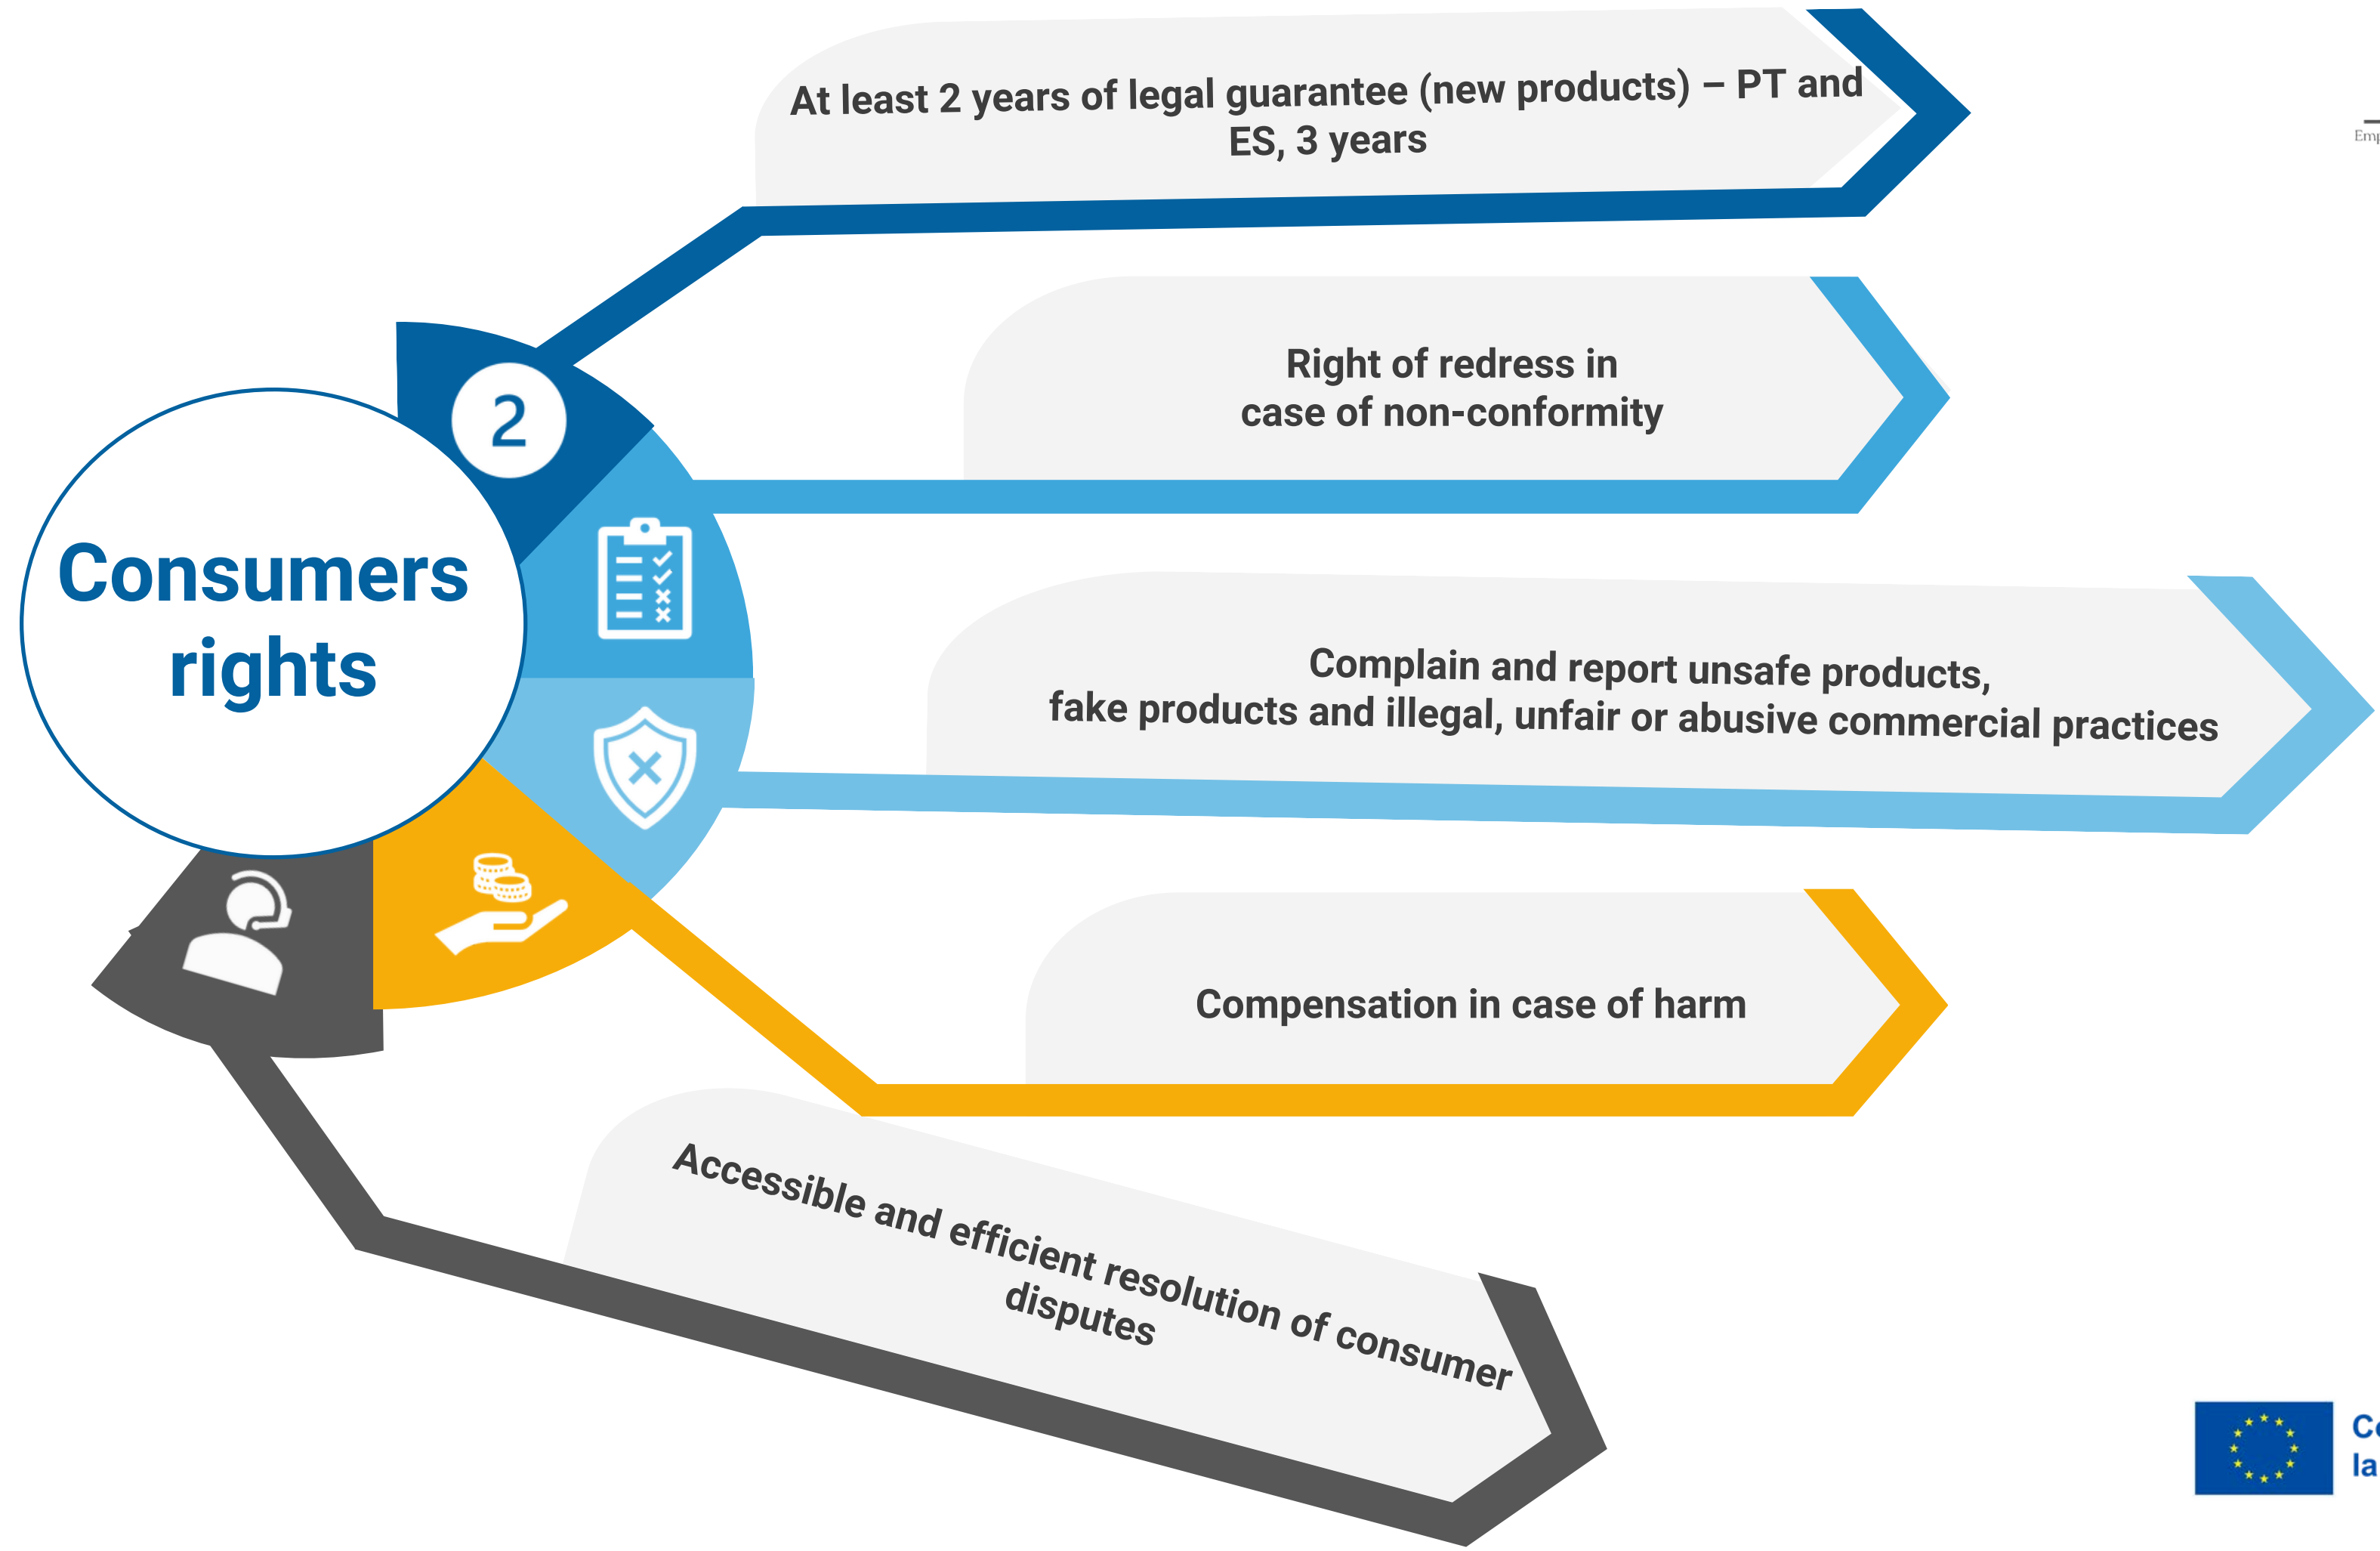 At least 2 years of legal guarantee (new products) – PT and
ES, 3 years
2
Right of redress in
case of non-conformity
Consumers
rights
Complain and report unsafe products,
fake products and illegal, unfair or abusive commercial practices
Compensation in case of harm
Accessible and efficient resolution of consumer
disputes
la